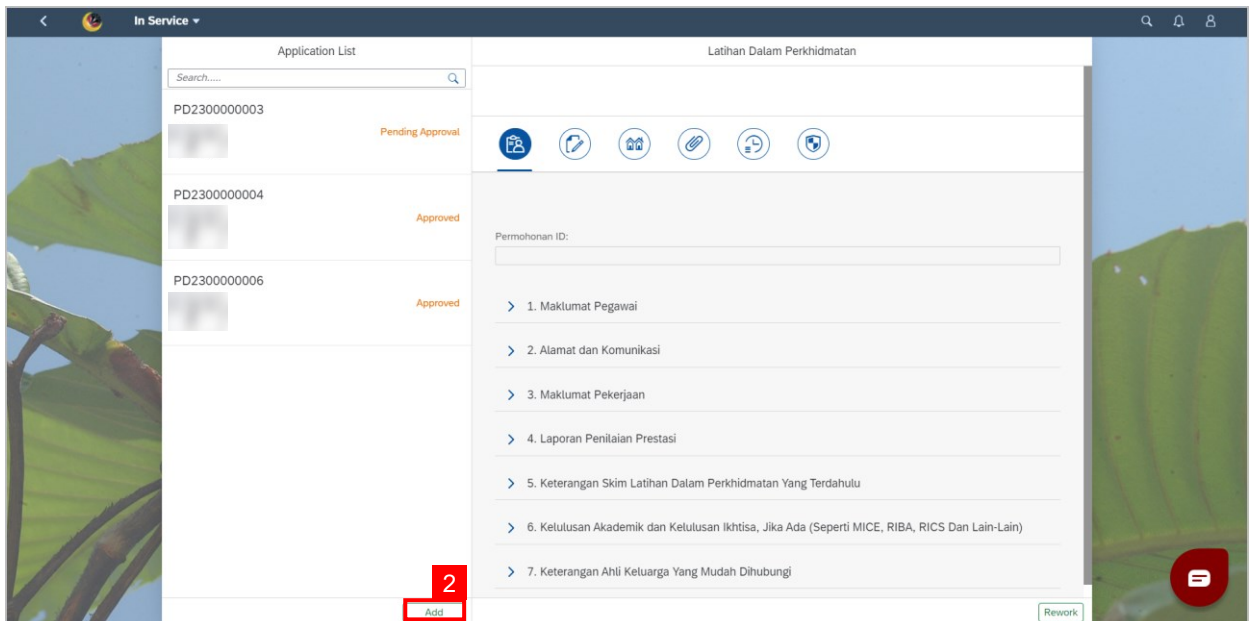 In Service
Application List
Latihan Dalam Perkhidmatan
Search.....
PD2300000003
Pending Approval
PD2300000004
Approved
PD2300000006
Approved
Permohonan ID:
1. Maklumat Pegawai
2. Alamat dan Komunikasi
3. Maklumat Pekerjaan
4. Laporan Penilaian Prestasi
5. Keterangan Skim Latihan Dalam Perkhidmatan Yang Terdahulu
6. Kelulusan Akademik dan Kelulusan Ikhtisa, Jika Ada (Seperti MICE, RIBA, RICS Dan Lain-Lain)
7. Keterangan Ahli Keluarga Yang Mudah Dihubungi
2
Add
Rework